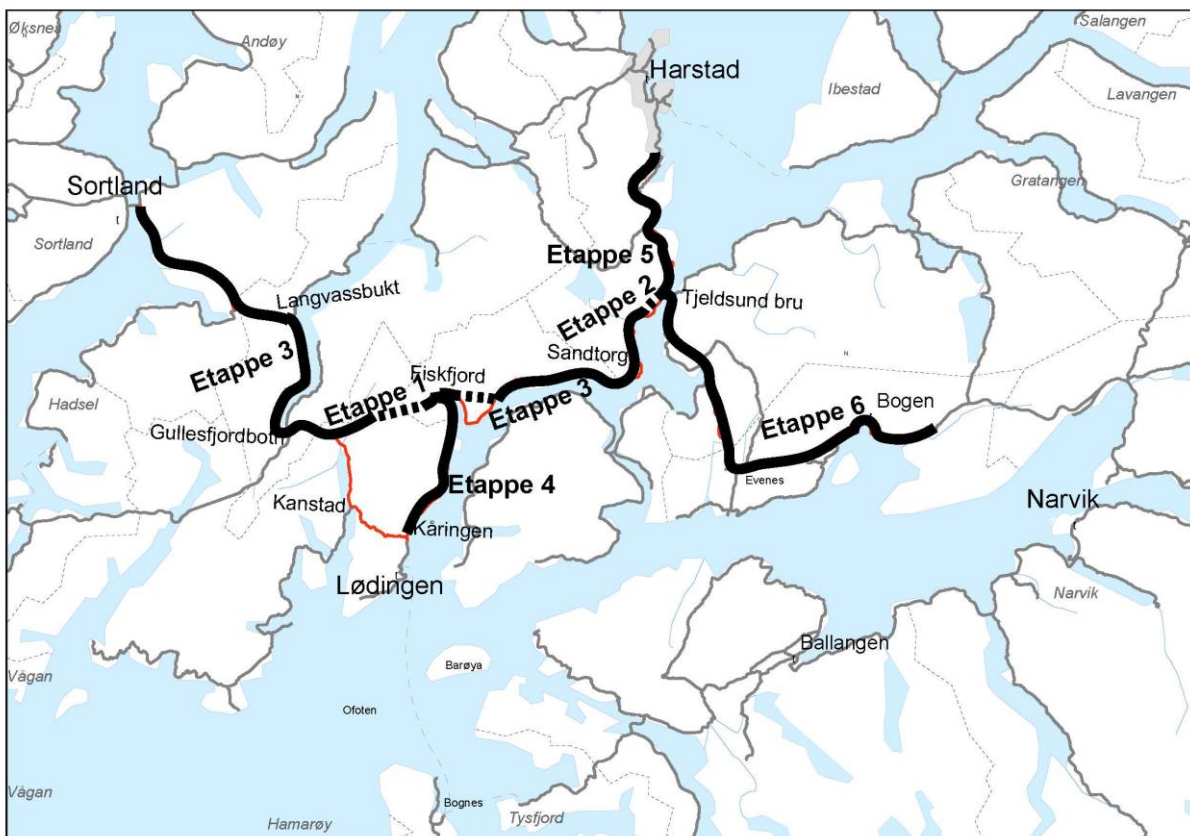 Øksnes
Andøy
Salangen
Harstad
Ibestad
Lavangen
Sortland
Gratangen
Sortland
Etappe 5
Langvassbukt
Etappe 2
Tjeldsund bru
Etappe 3
Sandtorg
Fiskfjord
Etappe 1
Etappe 3
Hadsel
Bogen
Etappe 6
Gullesfjordbotn
Evenes
Etappe 4
Kanstad
Kåringen
Narvik
Lødingen
Narvik
Ballangen
Barøya
Vågan
Ofoten
Vågan
Bognes
Tysfjord
Hamarøy